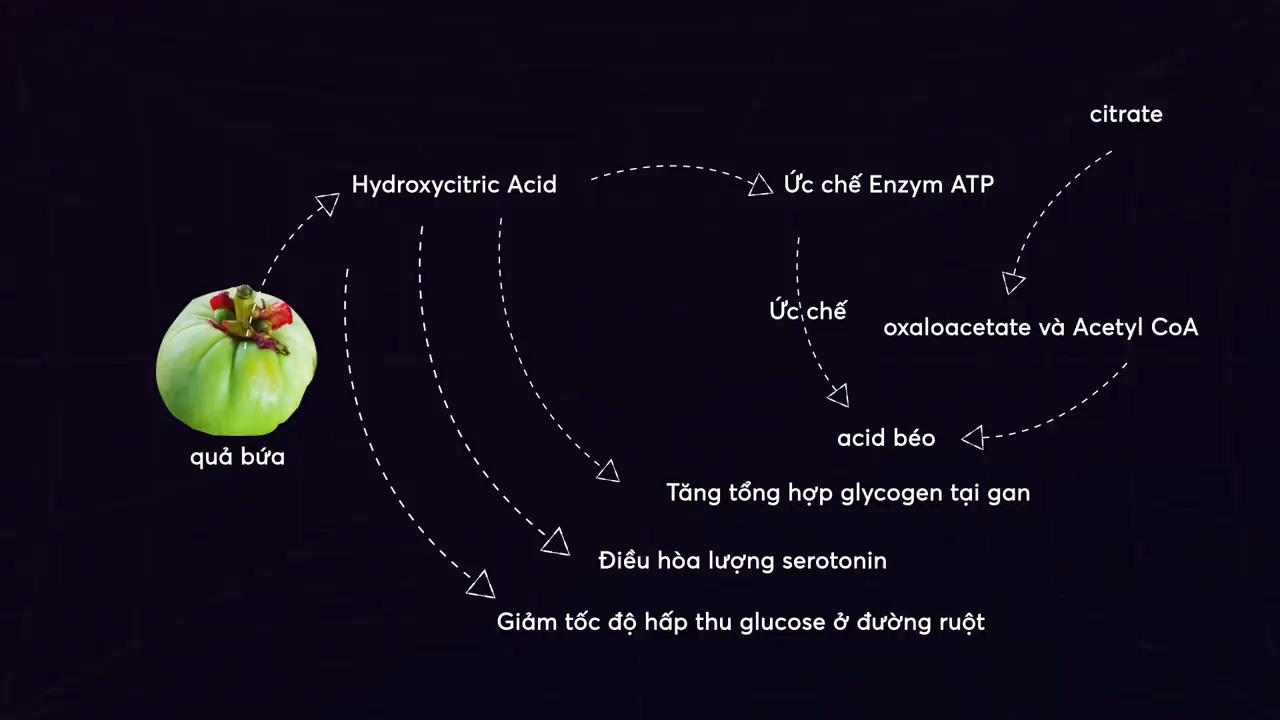 citrate
Hydroxycitric Acid
Ức chế Enzym ATP
Ức chế
oxaloacetate và Acetyl CoA
acid béo
quả bứa
Tăng tổng hợp glycogen tại gan
Điều hòa lượng serotonin
Giảm tốc độ hấp thu glucose ở đường ruột